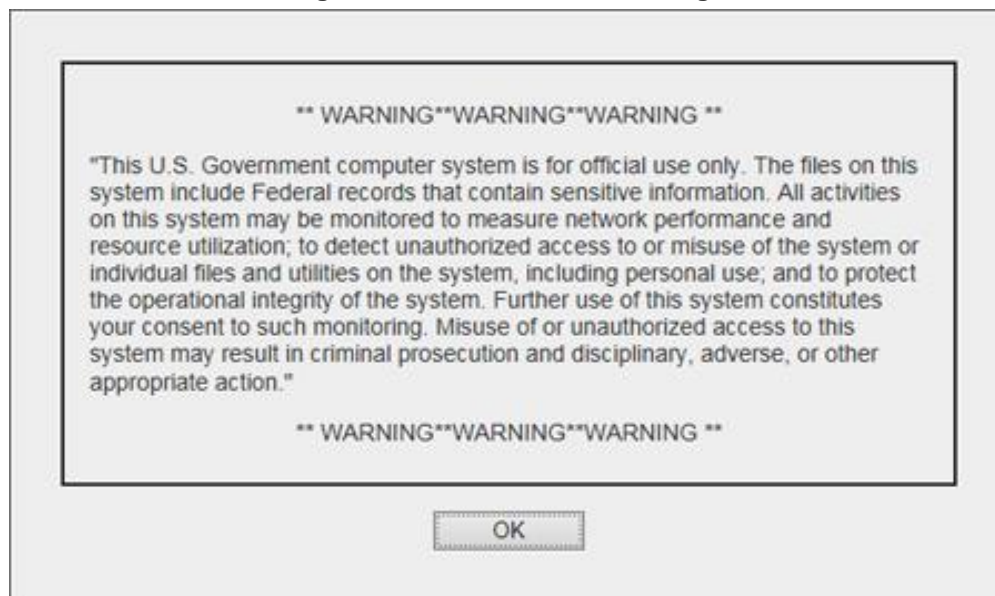 ** WARNING**WARNING**WARNING **
"This U.S. Government computer system is for official use only. The files on this
system include Federal records that contain sensitive information. All activities
on this system may be monitored to measure network performance and
resource utilization; to detect unauthorized access to or misuse of the system or
individual files and utilities on the system, including personal use; and to protect
the operational integrity of the system. Further use of this system constitutes
your consent to such monitoring. Misuse of or unauthorized access to this
system may result in criminal prosecution and disciplinary, adverse, or other
appropriate action."
** WARNING**WARNING**WARNING **
OK